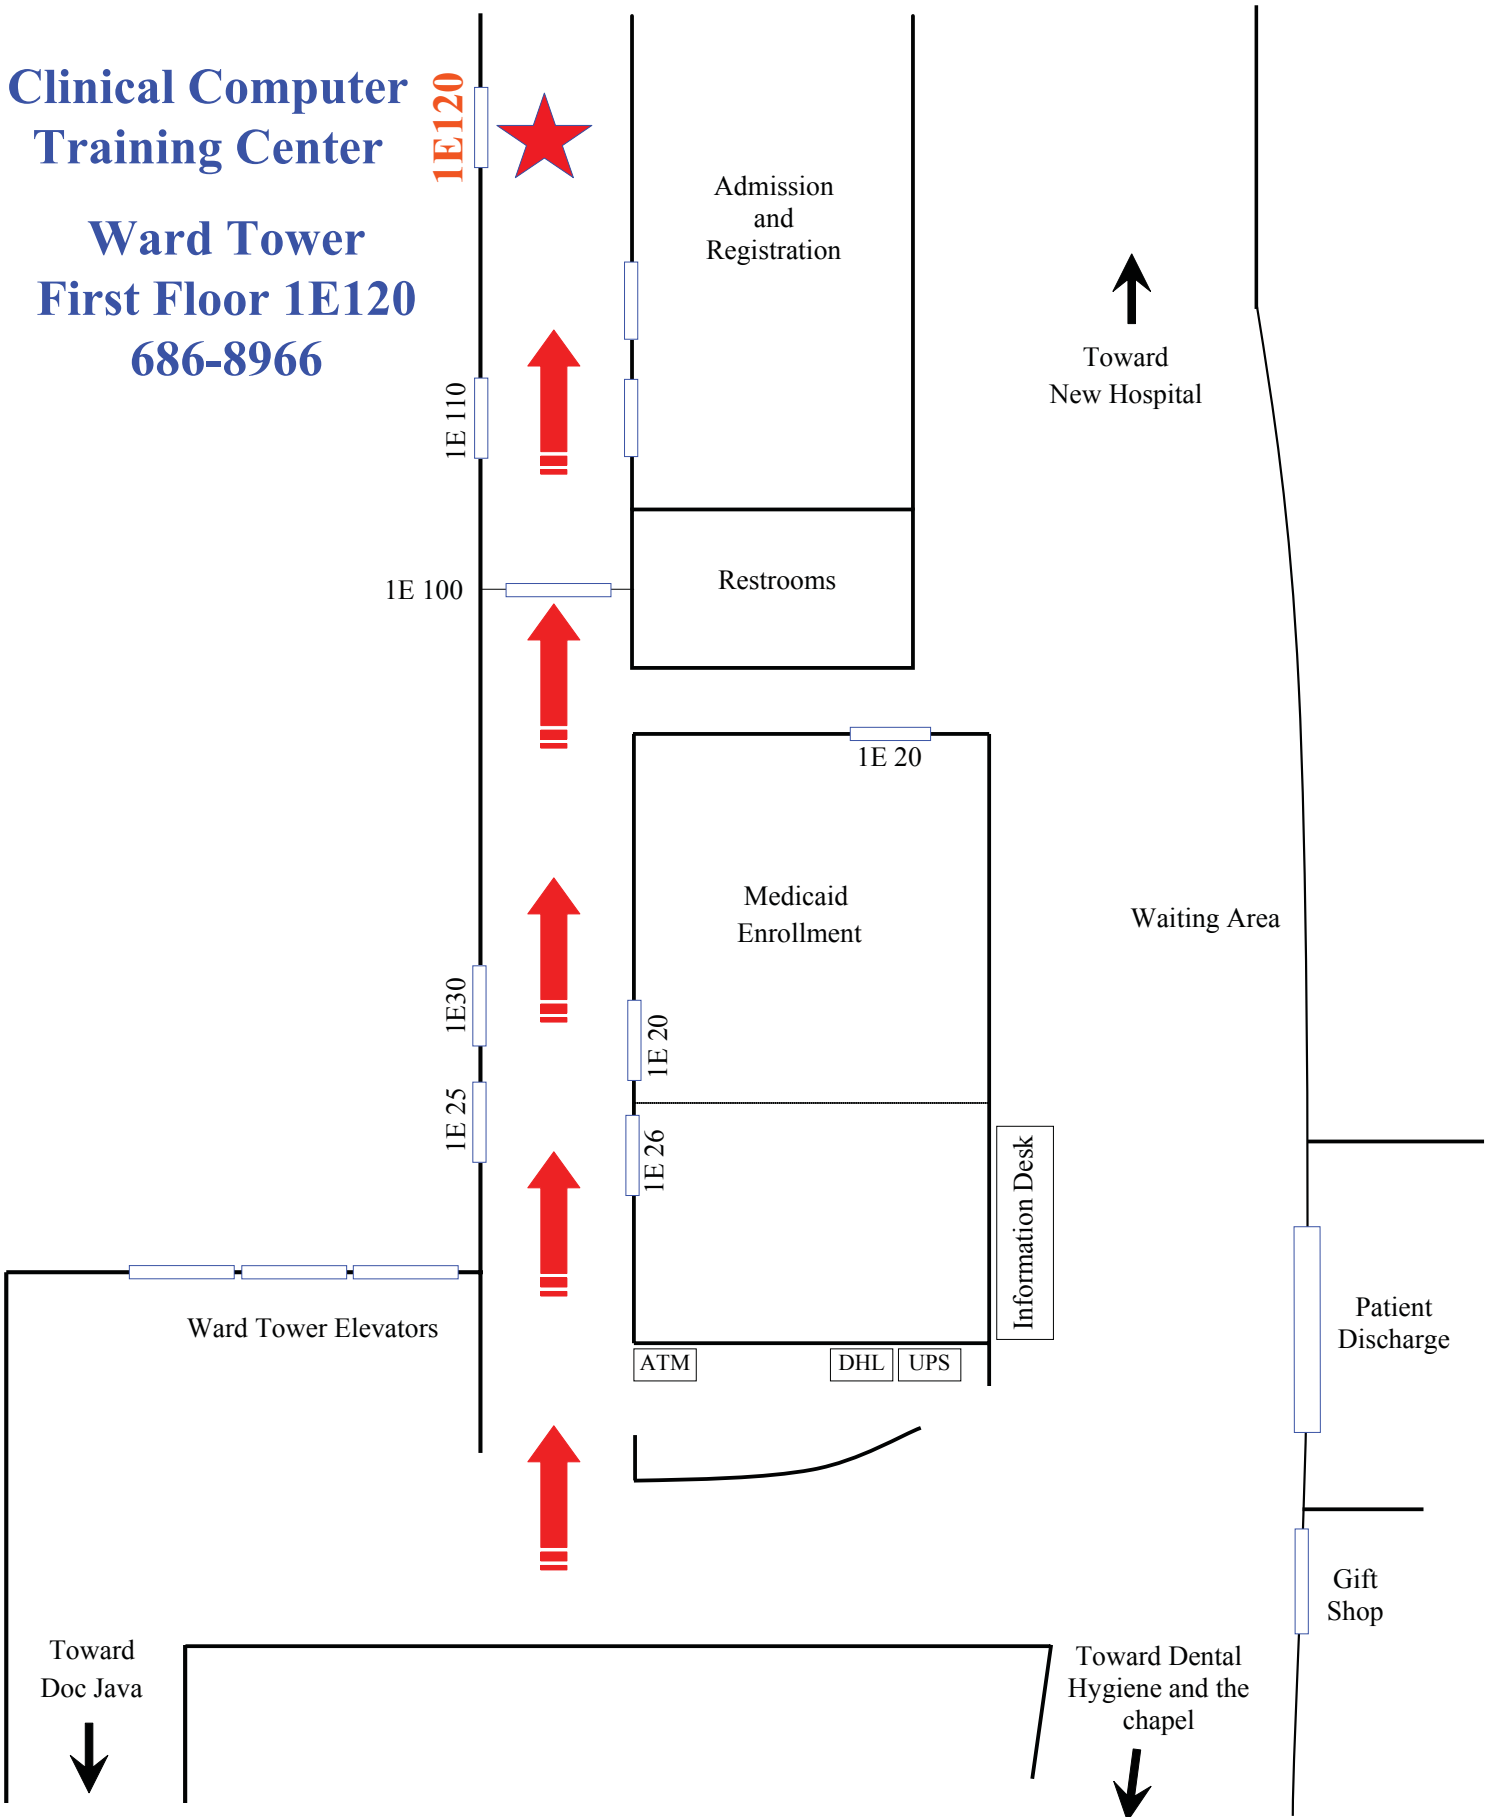 Clinical Computer
Training Center
Ward Tower
First Floor 1E120
686-8966
1E120
Admission
and
Registration
Toward
New Hospital
1E 110
1E 100
Restrooms
1E 20
Medicaid
Enrollment
Waiting Area
1E30
1E 20
1E 25
1E 26
Information Desk
Ward Tower Elevators
Patient
Discharge
ATM
DHL
UPS
Gift
Shop
Toward
Doc Java
Toward Dental
Hygiene and the
chapel